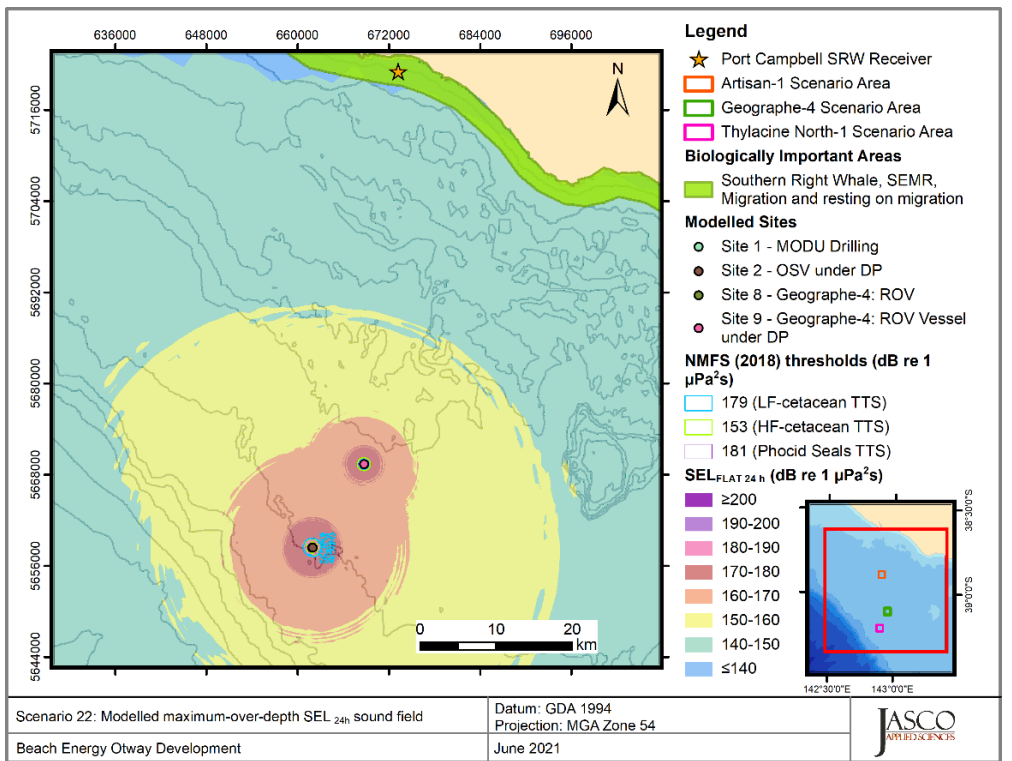 636000 648000 660000 672000 684000 696000
5716000
5704000
5692000
5680000
5668000
5656000
5644000
N
0 10 20
km
Legend
Port Campbell SRW Receiver
Artisan-1 Scenario Area
Geographe-4 Scenario Area
Thylacine North-1 Scenario Area
Biologically Important Areas
Southern Right Whale, SEMR,
Migration and resting on migration
Modelled Sites
Site 1 - MODU Drilling
Site 2 - OSV under DP
Site 8 - Geographe-4: ROV
Site 9 - Geographe-4: ROV Vessel
under DP
NMFS (2018) thresholds (dB re 1
µPa²s)
179 (LF-cetacean TTS)
153 (HF-cetacean TTS)
181 (Phocid Seals TTS)
SEL FLAT 24 h (dB re 1 µPa²s)
≥200
190-200
180-190
170-180
160-170
150-160
140-150
≤140
38°30'0"S
39°0'0"S
142°30'0"E 143°0'0"E
Scenario 22: Modelled maximum-over-depth SEL 24h sound field
Beach Energy Otway Development
Datum: GDA 1994
Projection: MGA Zone 54
June 2021
JASCO
APPLIED SCIENCES